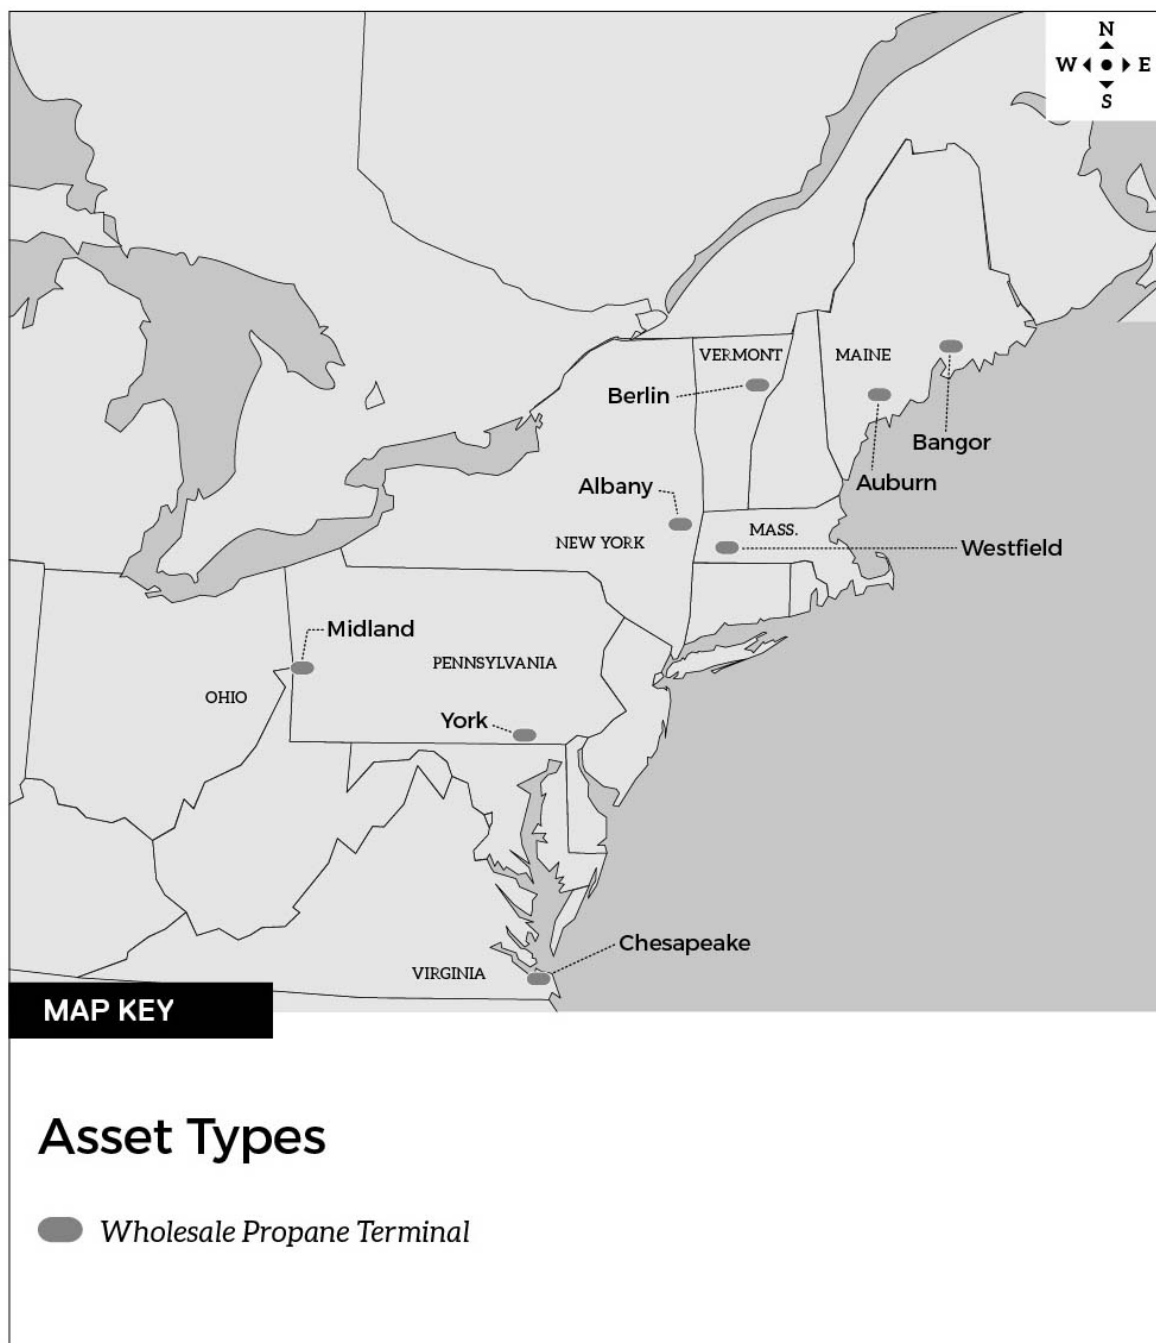 N
W E
S
VERMONT
MAINE
Berlin
Bangor
Auburn
Albany
MASS.
NEW YORK
Westfield
Midland
PENNSYLVANIA
OHIO
York
Chesapeake
VIRGINIA
MAP KEY
Asset Types
Wholesale Propane Terminal